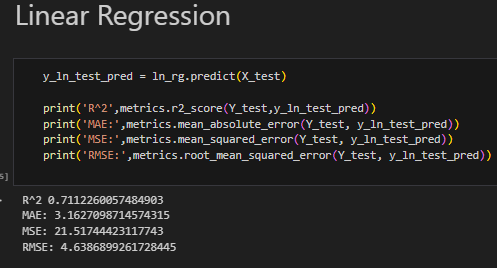 Linear Regression
y_ln_test_pred = ln_rg.predict(X_test)
print('R^2',metrics.r2_score(Y_test,y_ln_test_pred))
print('MAE:',metrics.mean_absolute_error(Y_test, y_ln_test_pred))
print('MSE:',metrics.mean_squared_error(Y_test, y_ln_test_pred))
print('RMSE:',metrics.root_mean_squared_error(Y_test, y_ln_test_pred))
R^2 0.7112260057484903
MAE: 3.1627098714574315
MSE: 21.51744423117743
RMSE: 4.6386899261728445